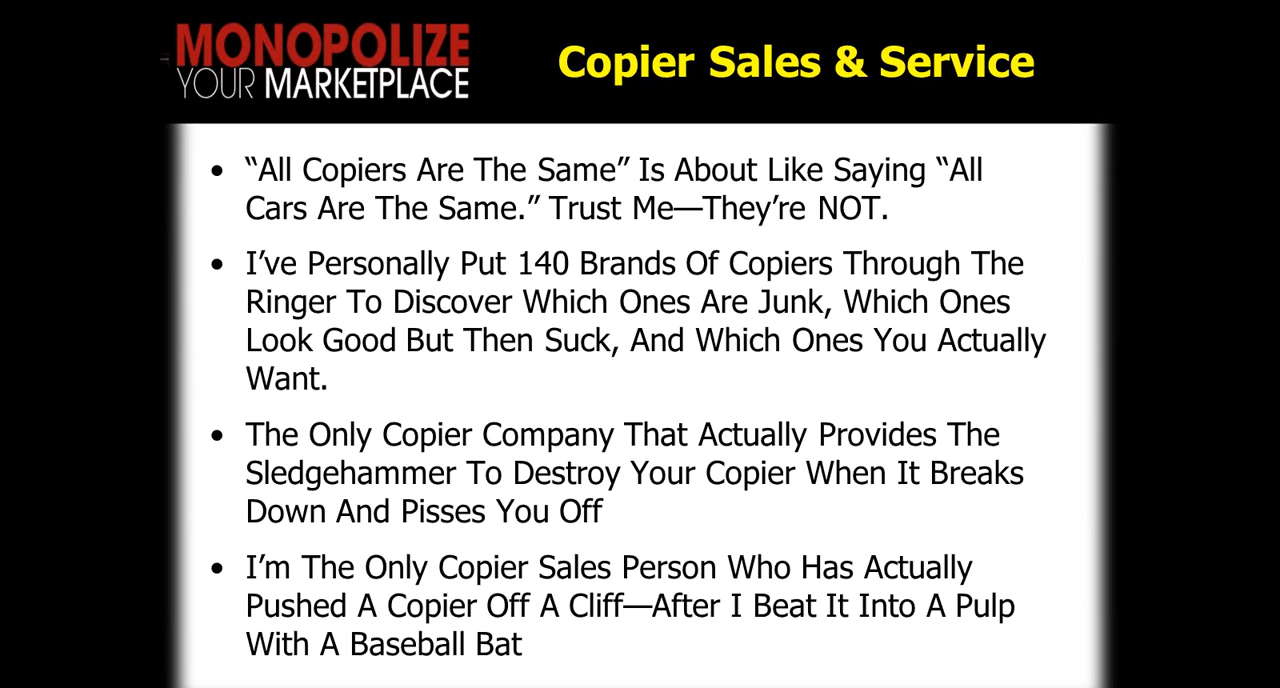 MONOPOLIZE
YOUR MARKETPLACE
Copier Sales & Service
• “All Copiers Are The Same” Is About Like Saying “All
Cars Are The Same.” Trust Me—They’re NOT.
• I’ve Personally Put 140 Brands Of Copiers Through The
Ringer To Discover Which Ones Are Junk, Which Ones
Look Good But Then Suck, And Which Ones You Actually
Want.
• The Only Copier Company That Actually Provides The
Sledgehammer To Destroy Your Copier When It Breaks
Down And Pisses You Off
• I’m The Only Copier Sales Person Who Has Actually
Pushed A Copier Off A Cliff—After I Beat It Into A Pulp
With A Baseball Bat